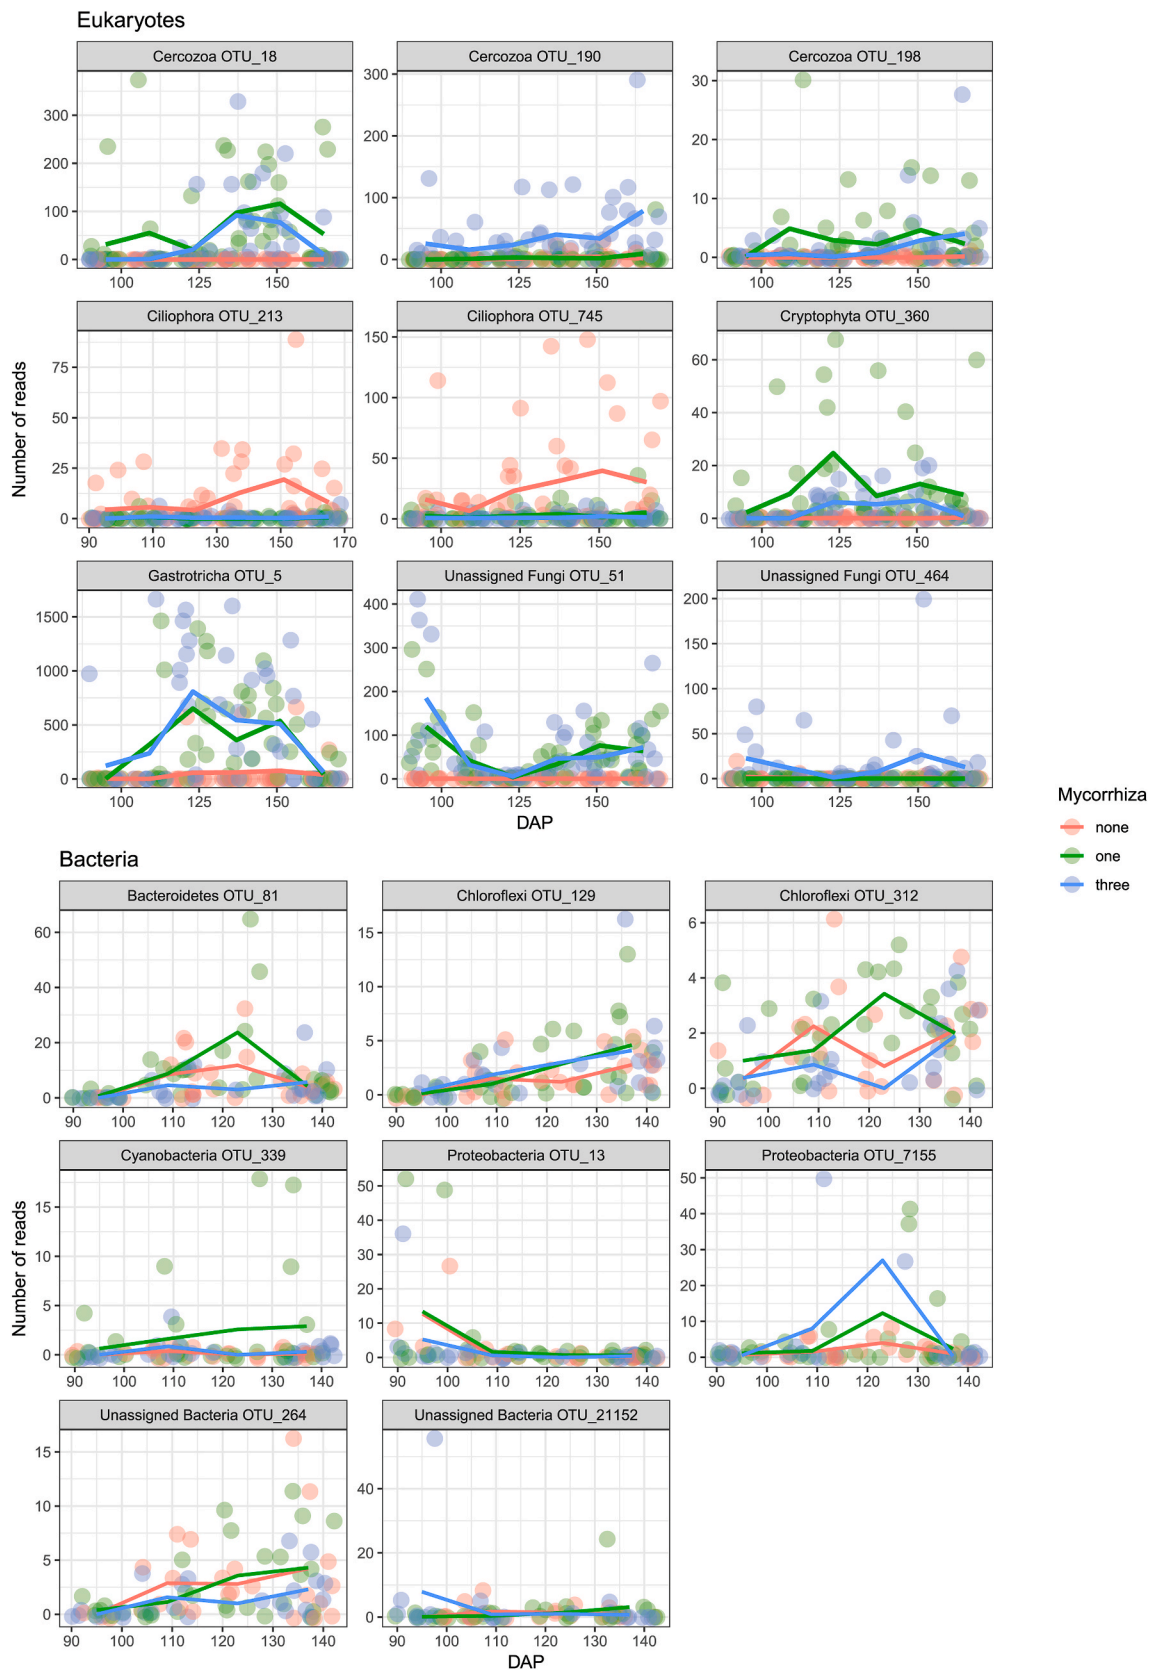 Eukaryotes
Cercozoa OTU_18 Cercozoa OTU_190 Cercozoa OTU_198
300 200 100 0
300 200 100 0
30 20 10 0
100 125 150 100 125 150 100 125 150
Ciliophora OTU_213 Ciliophora OTU_745 Cryptophyta OTU_360
75 50 25 0
150 100 50 0
60 40 20 0
90 110 130 150 170 100 125 150 100 125 150
Number of reads
Gastrotricha OTU_5 Unassigned Fungi OTU_51 Unassigned Fungi OTU_464
1500 1000 500 0
400 300 200 100 0
200 150 100 50 0
100 125 150 100 125 150 100 125 150
DAP
Mycorrhiza
none
one
three
Bacteria
Bacteroidetes OTU_81 Chloroflexi OTU_129 Chloroflexi OTU_312
60 40 20 0
15 10 5 0
6 4 2 0
90 100 110 120 130 140 90 100 110 120 130 140 90 100 110 120 130 140
Cyanobacteria OTU_339 Proteobacteria OTU_13 Proteobacteria OTU_7155
15 10 5 0
50 40 30 20 10 0
50 40 30 20 10 0
90 100 110 120 130 140 90 100 110 120 130 140 90 100 110 120 130 140
Number of reads
Unassigned Bacteria OTU_264 Unassigned Bacteria OTU_21152
15 10 5 0
40 20 0
90 100 110 120 130 140 90 100 110 120 130 140
DAP